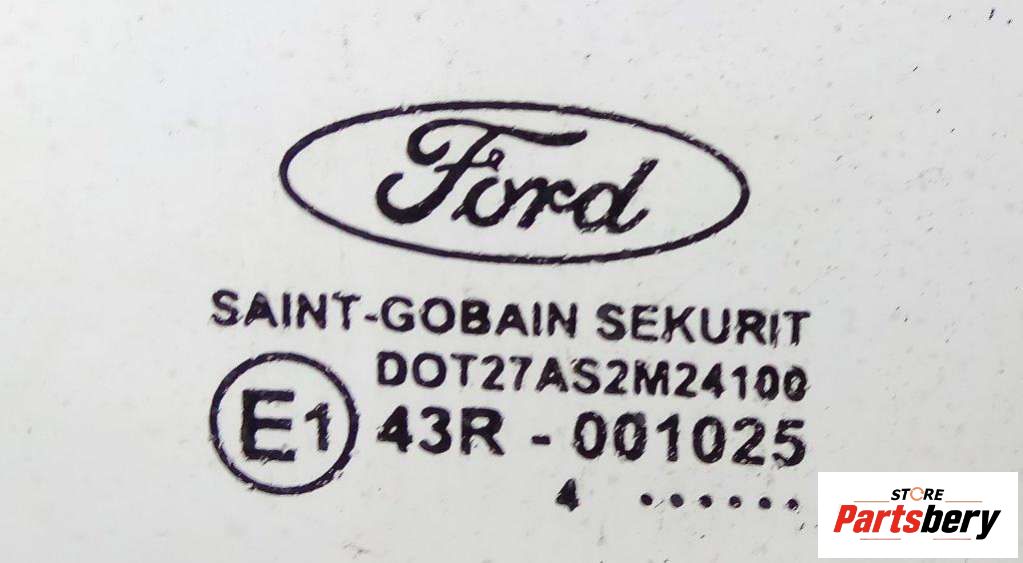 Ford
SAINT-GOBAIN SEKURIT
DOT27AS2M24100
E1 43R - 001025
4 ......
STORE
Partsbery